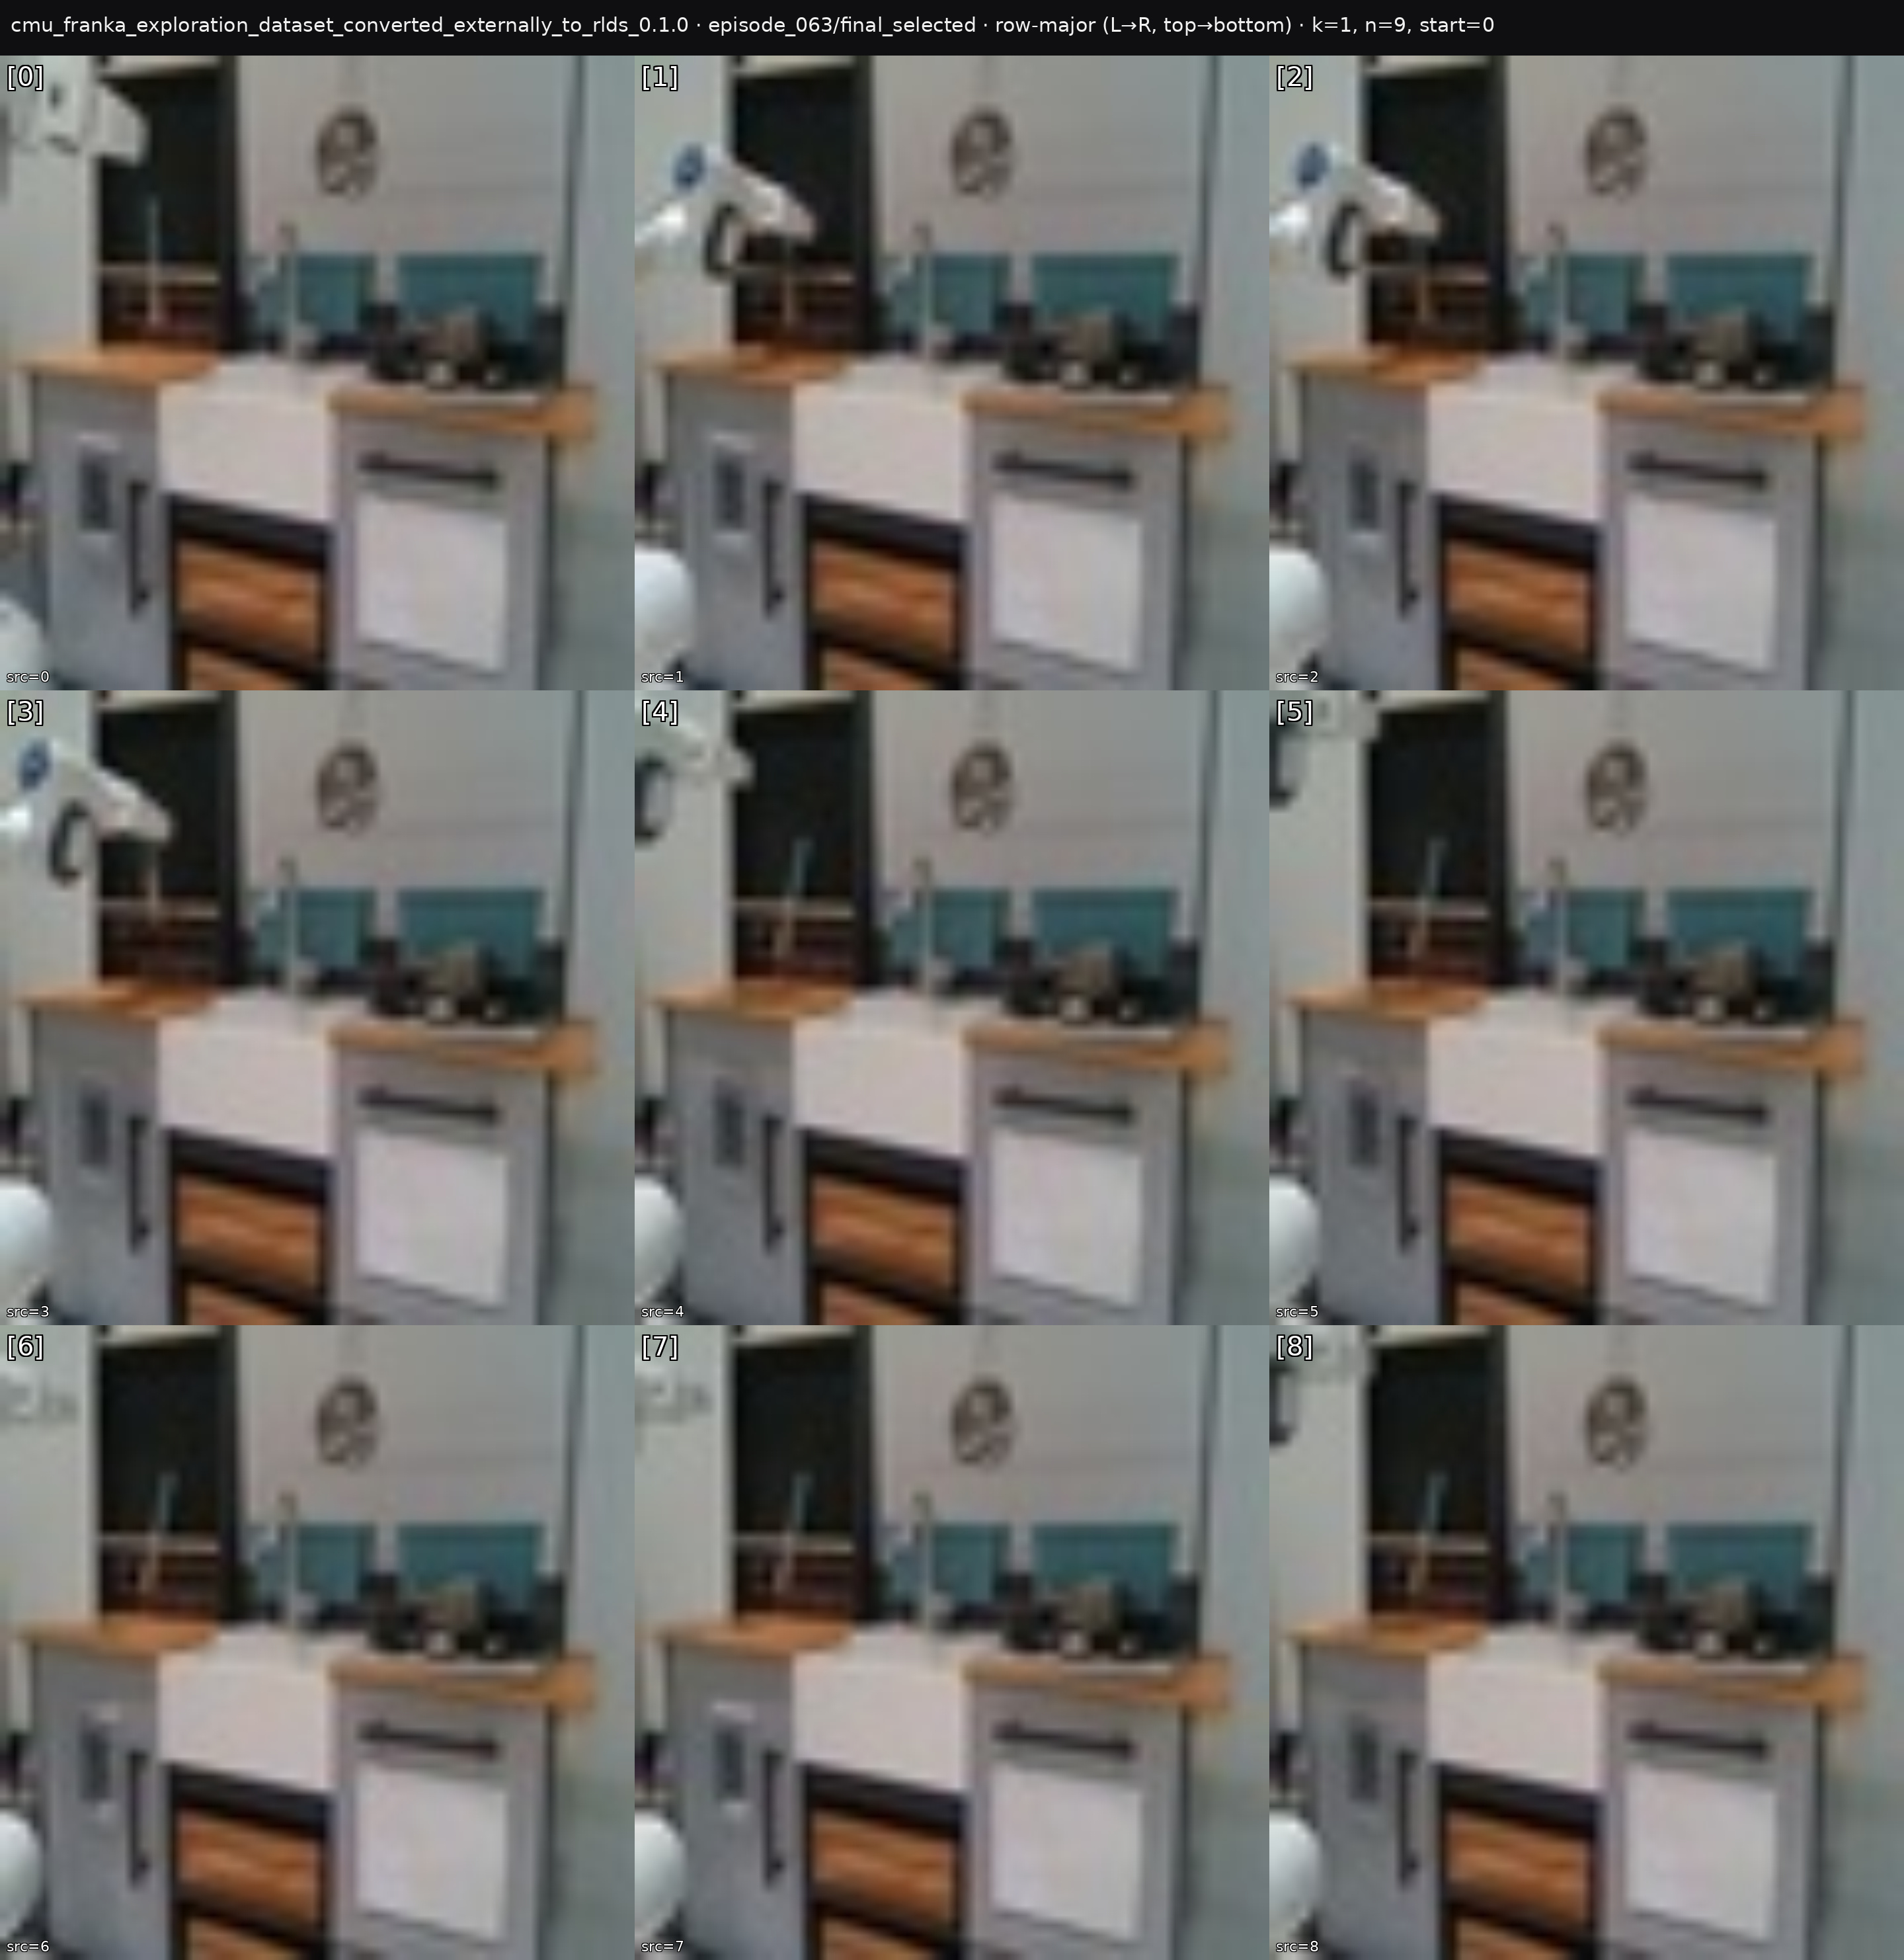 cmu_franka_exploration_dataset_converted_externally_to_rlds_0.1.0 · episode_063/final_selected · row-major (L→R, top→bottom) · k=1, n=9, start=0
[0]
[1]
[2]
src=0
src=1
src=2
[3]
[4]
[5]
src=3
src=4
src=5
[6]
[7]
[8]
src=6
src=7
src=8